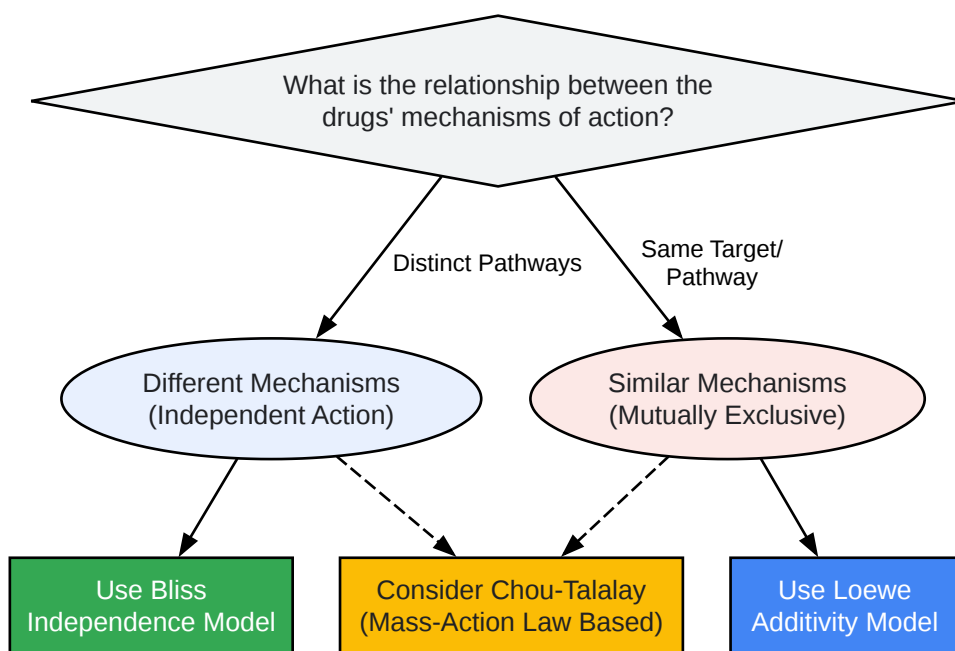 What is the relationship between the
drugs' mechanisms of action?
Distinct Pathways
Same Target/
Pathway
Different Mechanisms
(Independent Action)
Similar Mechanisms
(Mutually Exclusive)
Use Bliss
Independence Model
Consider Chou-Talalay
(Mass-Action Law Based)
Use Loewe
Additivity Model